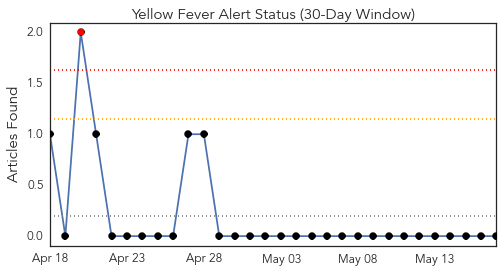 Yellow Fever Alert Status (30-Day Window)
Articles Found
2.0
1.5
1.0
0.5
0.0
Apr 18
Apr 23
Apr 28
May 03
May 08
May 13